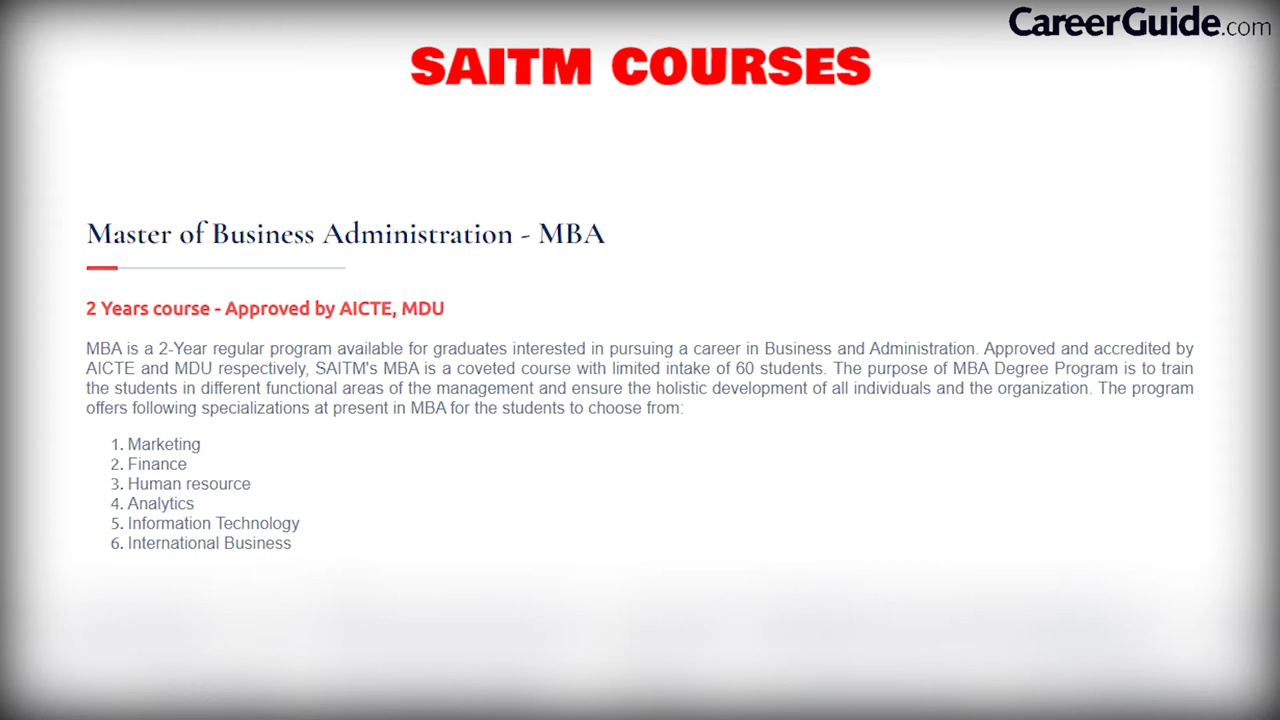 CareerGuide.com
SAITM COURSES
Master of Business Administration - MBA
2 Years course - Approved by AICTE, MDU
MBA is a 2-Year regular program available for graduates interested in pursuing a career in Business and Administration. Approved and accredited by
AICTE and MDU respectively, SAITM's MBA is a coveted course with limited intake of 60 students. The purpose of MBA Degree Program is to train
the students in different functional areas of the management and ensure the holistic development of all individuals and the organization. The program
offers following specializations at present in MBA for the students to choose from:
1. Marketing
2. Finance
3. Human resource
4. Analytics
5. Information Technology
6. International Business